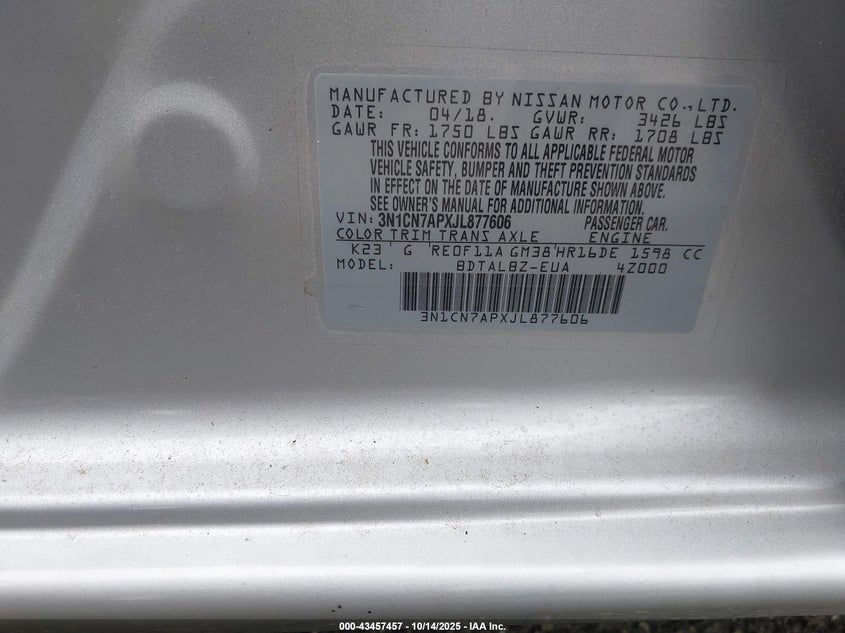 MANUFACTURED BY NISSAN MOTOR CO.,LTD.
DATE: 04/18. GVWR: 3426 LBS
GAWR FR: 1750 LBS GAWR RR: 1708 LBS
THIS VEHICLE CONFORMS TO ALL APPLICABLE FEDERAL MOTOR
VEHICLE SAFETY, BUMPER AND THEFT PREVENTION STANDARDS
IN EFFECT ON THE DATE OF MANUFACTURE SHOWN ABOVE.
SEE OWNER'S MANUAL FOR ADDITIONAL INFORMATION.
VIN: 3N1CN7APXJL877606 PASSENGER CAR.
COLOR TRIM TRANS AXLE ENGINE
K23 G RE0F11A GM38 HR16DE 1598 CC
MODEL: BDTALBZ-EUA 4Z000
3N1CN7APXJL877606
000-43457457 - 10/14/2025 - IAA Inc.